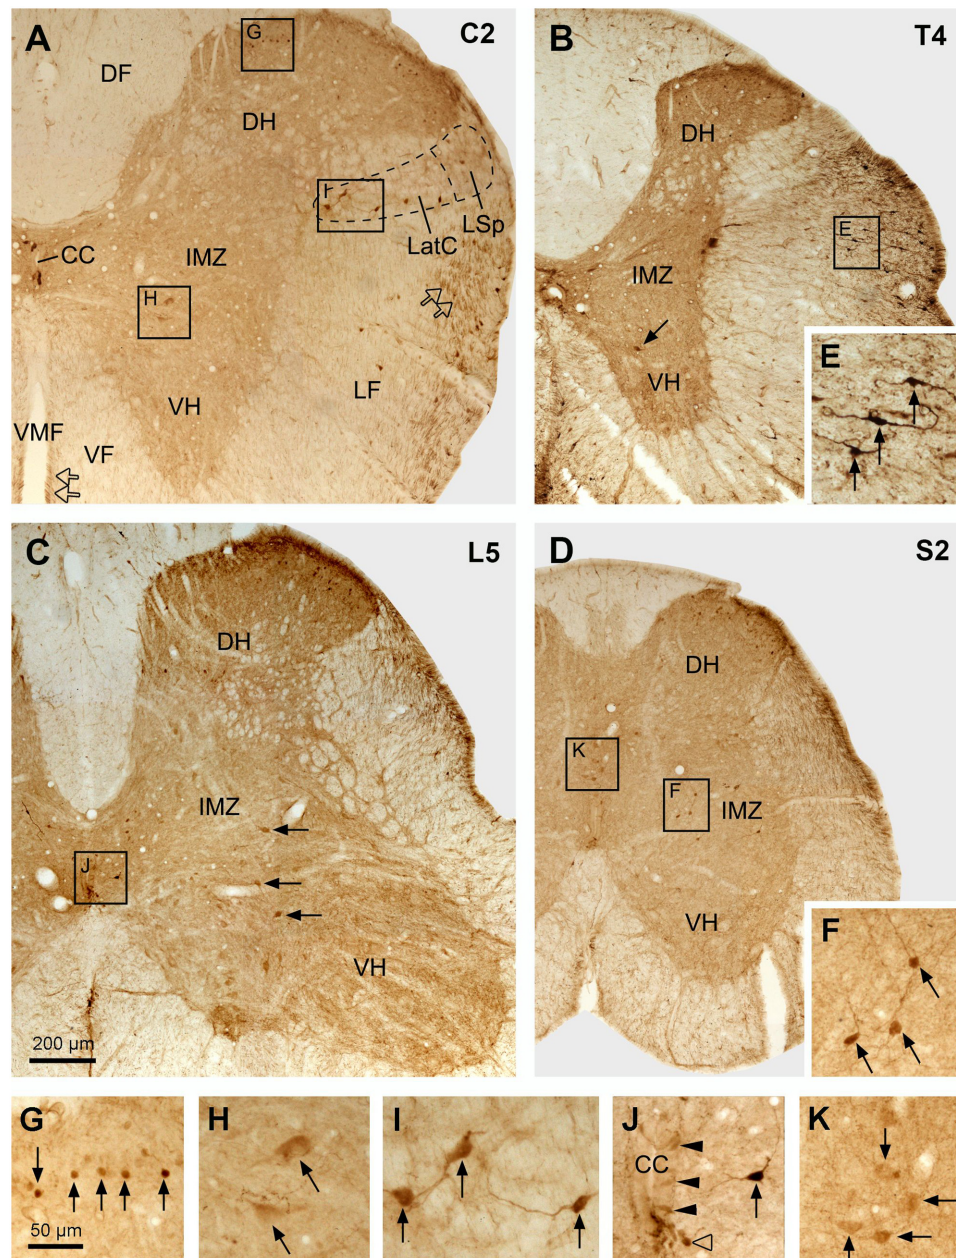 A
C2
G
DF
DH
I
LSp
LatC
CC
IMZ
H
LF
VH
VMF
VF
B
T4
DH
E
IMZ
VH
E
C
L5
DH
IMZ
J
VH
200 µm
D
S2
DH
K
F
IMZ
VH
F
G
50 µm
H
I
J
CC
K